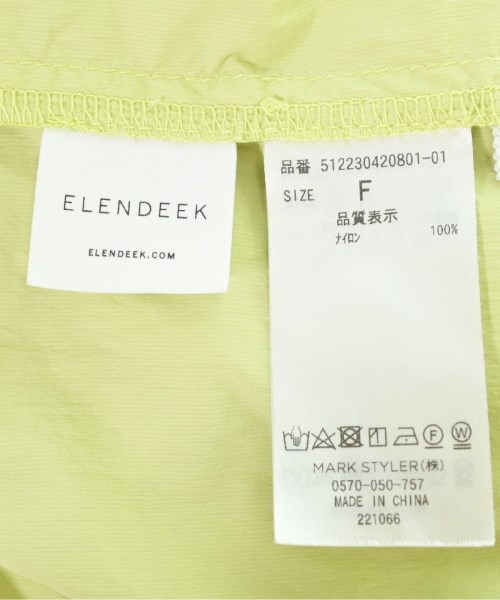 ELENDEEK
ELENDEEK.COM
品番 512230420801-01
SIZE F
品質表示
ナイロン 100%
F W
MARK STYLER(株)
0570-050-757
MADE IN CHINA
221066